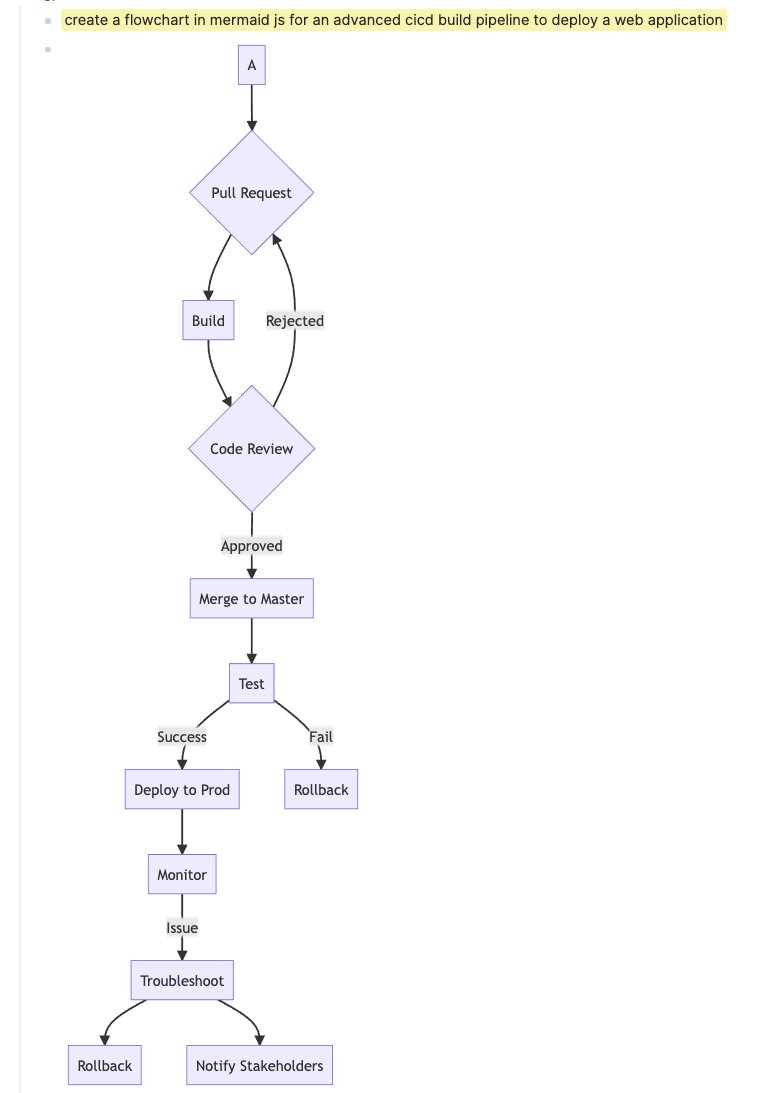 create a flowchart in mermaid js for an advanced cicd build pipeline to deploy a web application
A
Pull Request
Build
Rejected
Code Review
Approved
Merge to Master
Test
Success
Fail
Deploy to Prod
Rollback
Monitor
Issue
Troubleshoot
Rollback
Notify Stakeholders